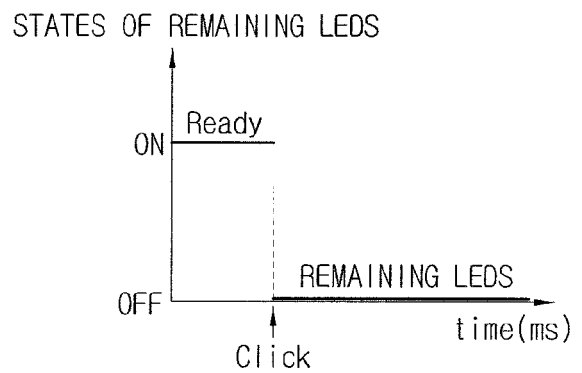 STATES OF REMAINING LEDS
Ready
ON
REMAINING LEDS
OFF
time(ms)
Click